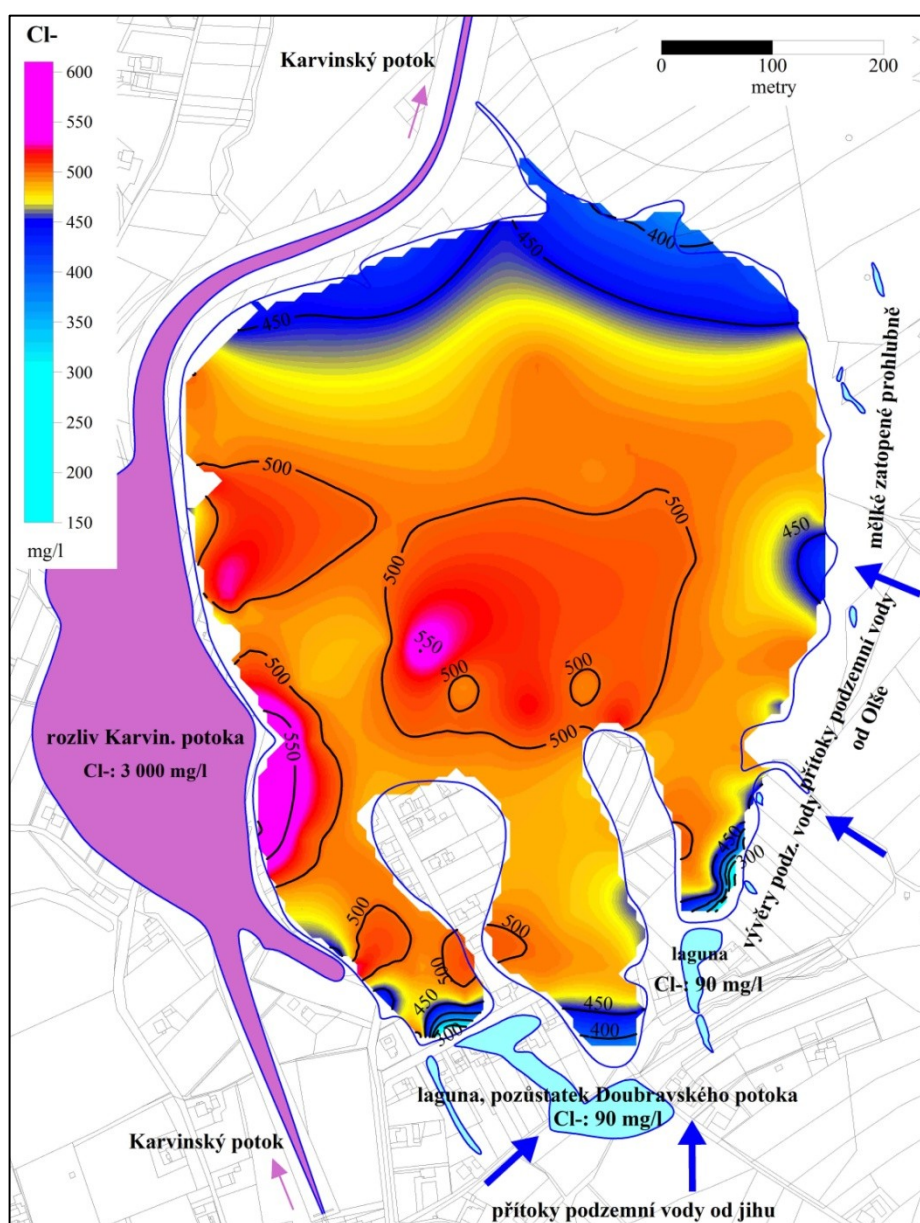 Cl-
600
550
500
450
400
350
300
250
200
150
mg/l
Karvinský potok
0 100 200
metry
400
450
450
500
500
450
mělké zatopené prohlubně
550
500
500
500
500
550
rozliv Karvin. potoka
Cl-: 3 000 mg/l
přítoky podzemní vody
od Olše
vývěry podz. vody
450
300
500
500
500
laguna
Cl-: 90 mg/l
450
300
450
400
laguna, pozůstatek Doubravského potoka
Cl-: 90 mg/l
Karvinský potok
přítoky podzemní vody od jihu